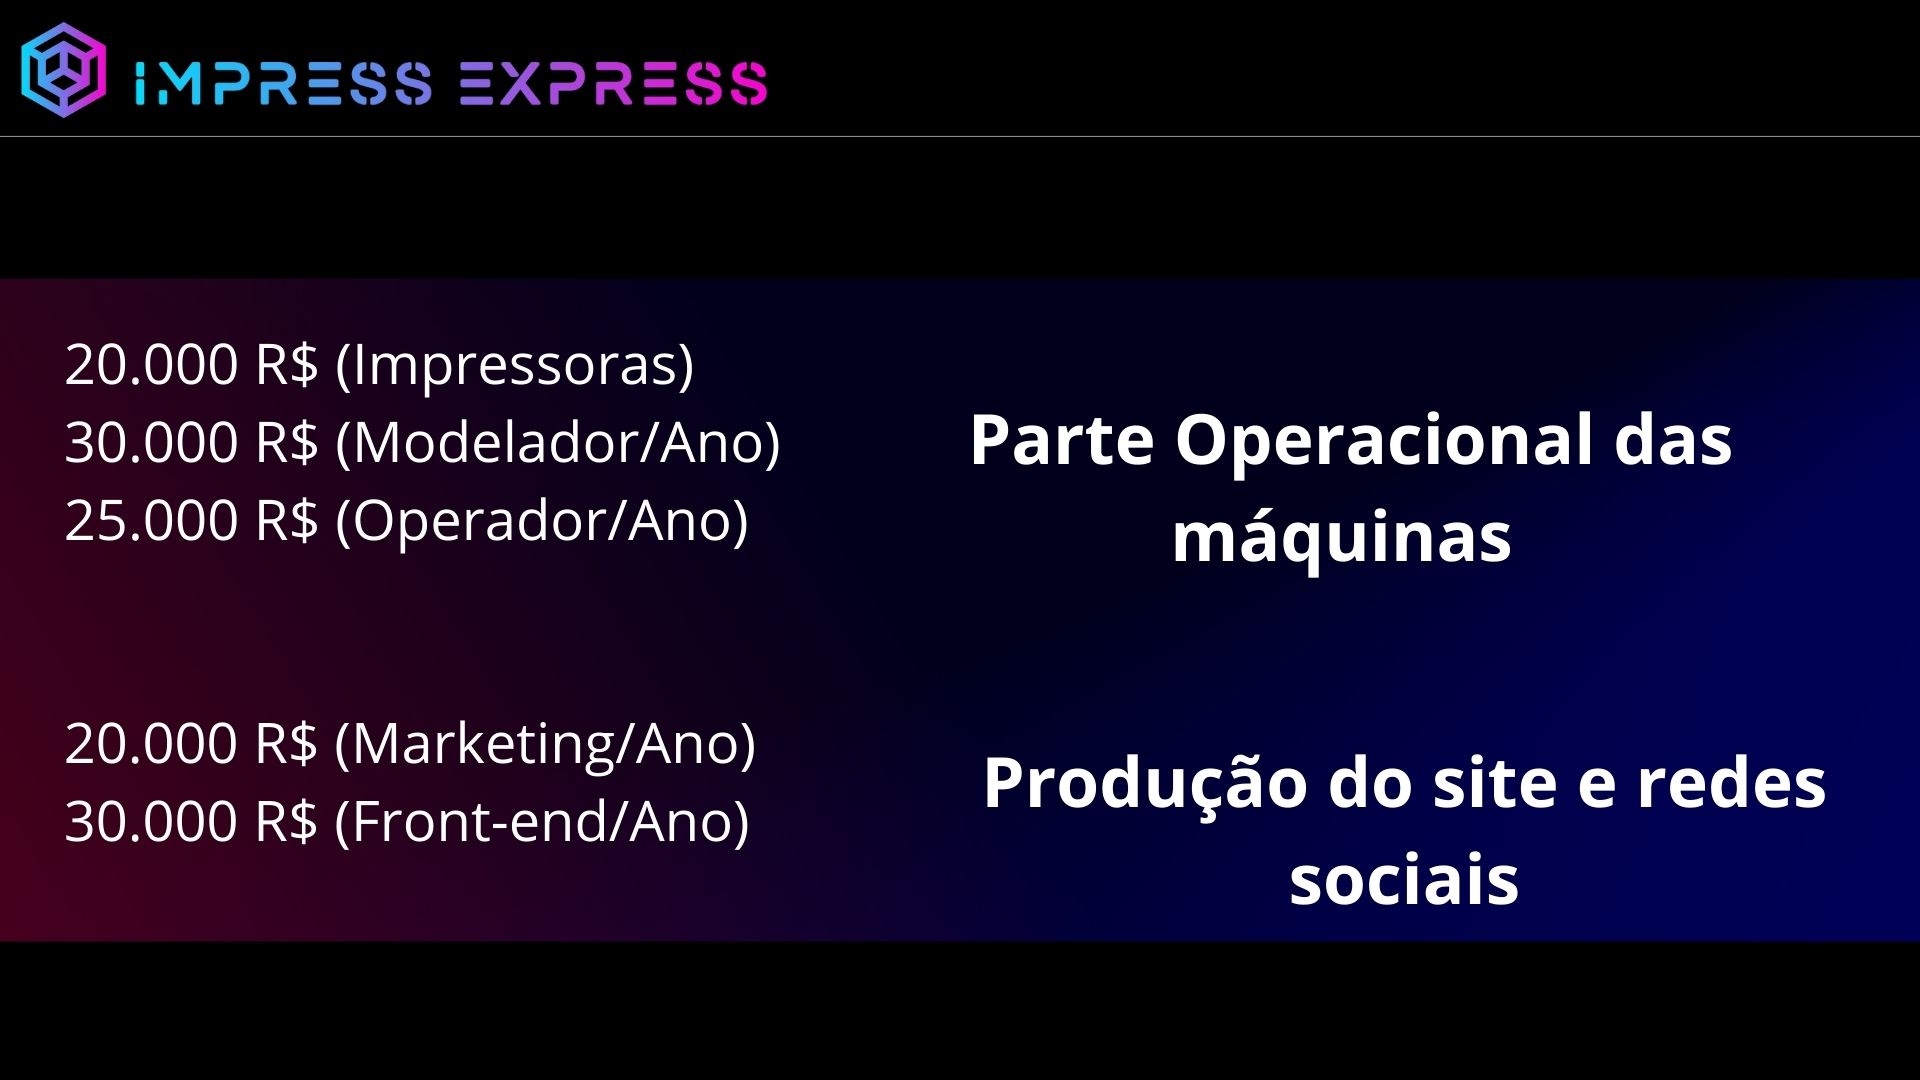 IMPRESS EXPRESS
20.000 R$ (Impressoras)
30.000 R$ (Modelador/Ano)
25.000 R$ (Operador/Ano)
Parte Operacional das
máquinas
20.000 R$ (Marketing/Ano)
30.000 R$ (Front-end/Ano)
Produção do site e redes
sociais